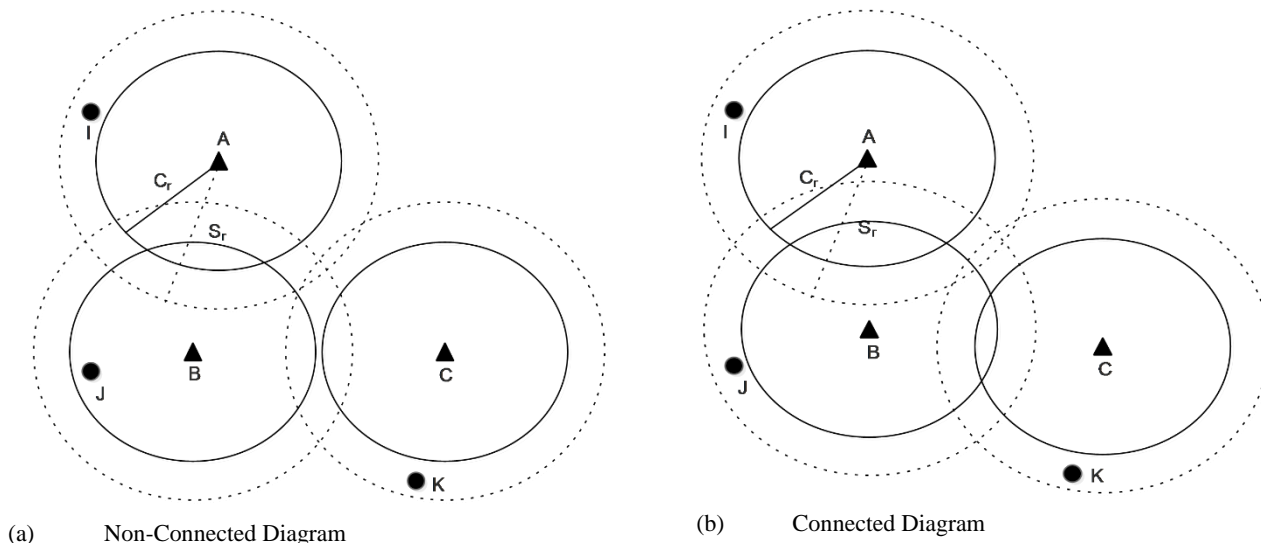 I
A
Cr
Sr
B
J
C
K
(a) Non-Connected Diagram
I
A
Cr
Sr
B
J
C
K
(b) Connected Diagram